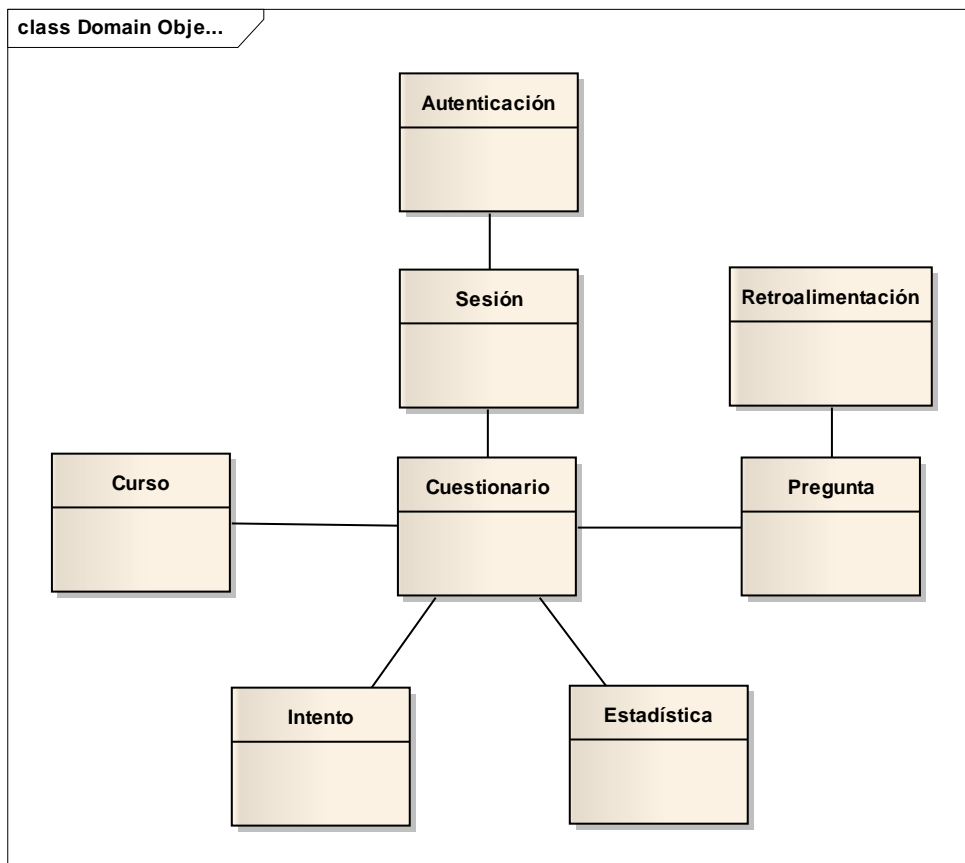 class Domain Obje...
Autenticación
Sesión
Retroalimentación
Curso
Cuestionario
Pregunta
Intento
Estadística